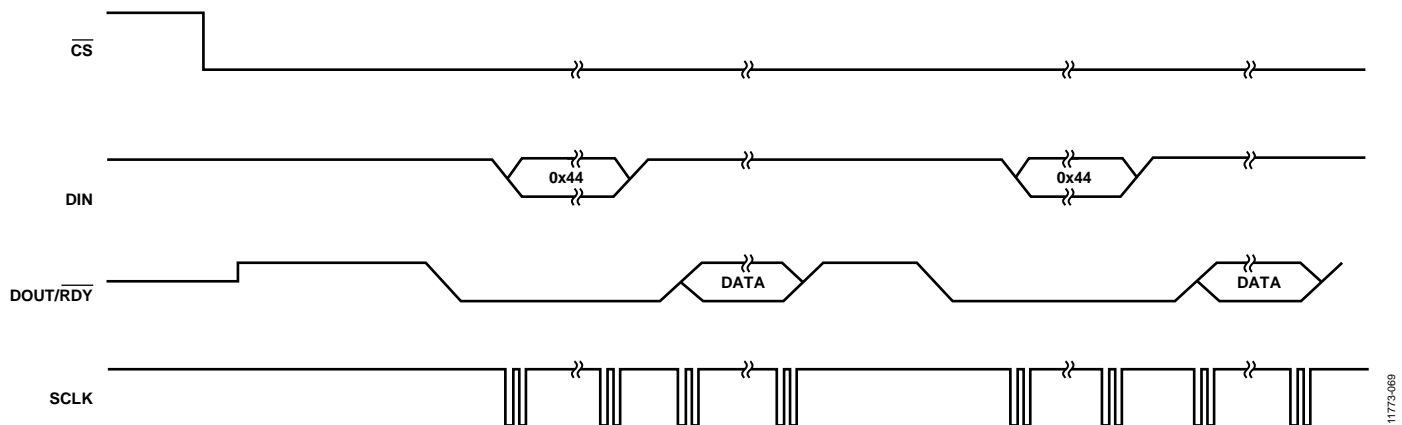 CS
DIN
0x44
0x44
DOUT/RDY
DATA
DATA
SCLK
11773-069